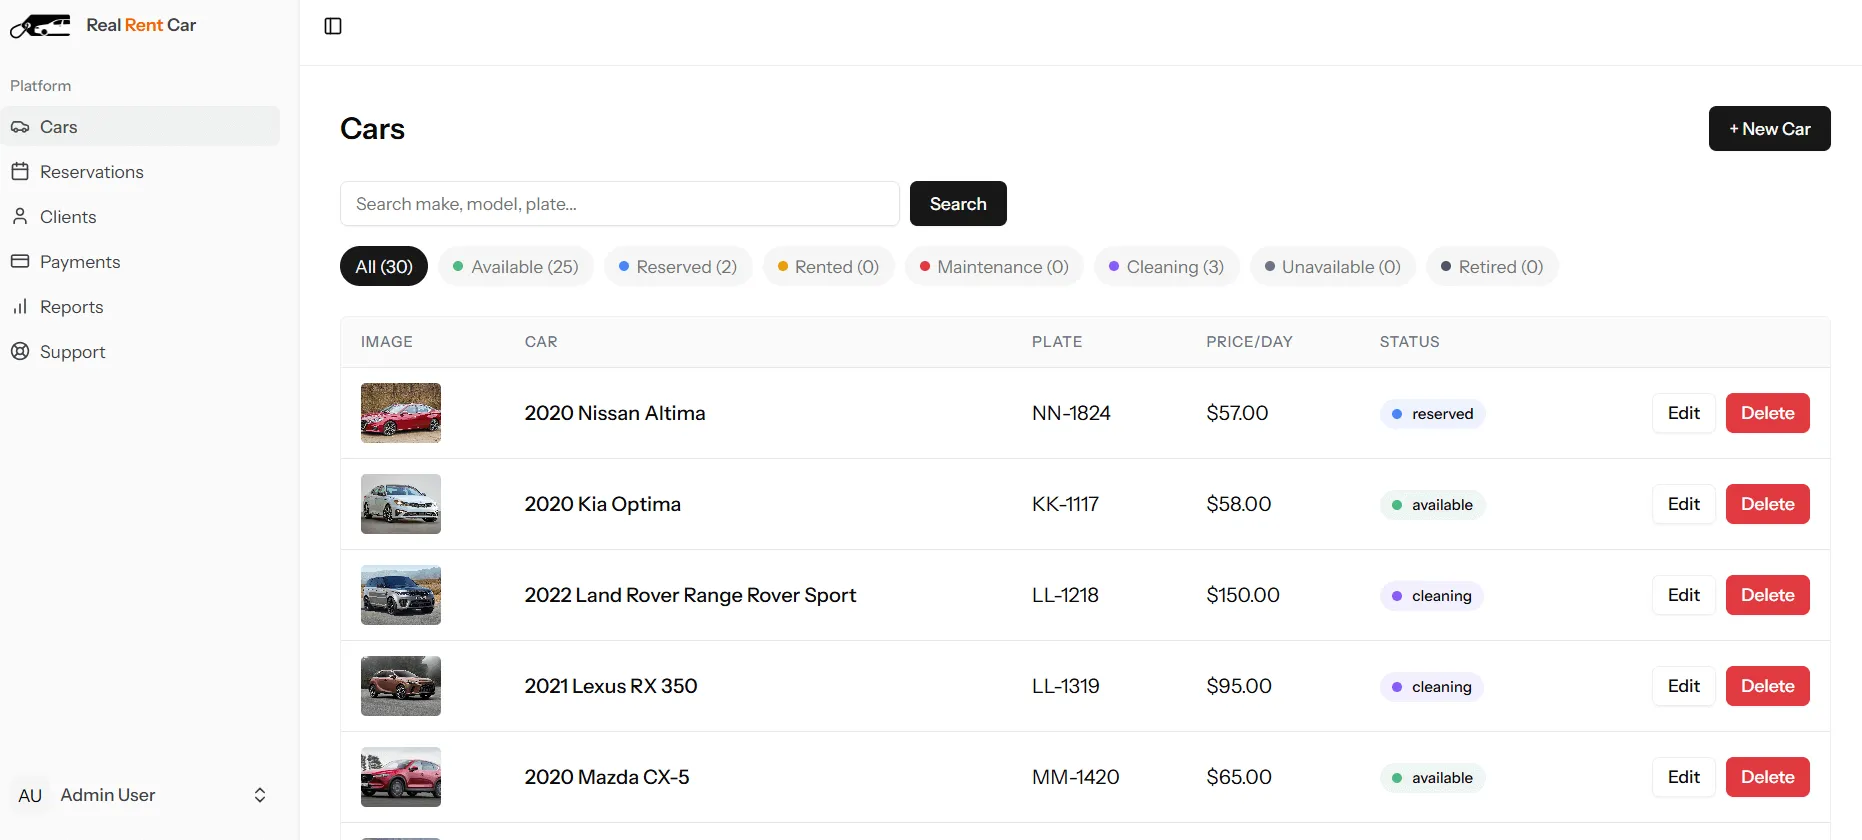 Real Rent Car
Platform
Cars
Reservations
Clients
Payments
Reports
Support
AU Admin User
Cars
+ New Car
Search make, model, plate...
Search
All (30) Available (25) Reserved (2) Rented (0) Maintenance (0) Cleaning (3) Unavailable (0) Retired (0)
IMAGE CAR PLATE PRICE/DAY STATUS
2020 Nissan Altima NN-1824 $57.00 reserved Edit Delete
2020 Kia Optima KK-1117 $58.00 available Edit Delete
2022 Land Rover Range Rover Sport LL-1218 $150.00 cleaning Edit Delete
2021 Lexus RX 350 LL-1319 $95.00 cleaning Edit Delete
2020 Mazda CX-5 MM-1420 $65.00 available Edit Delete